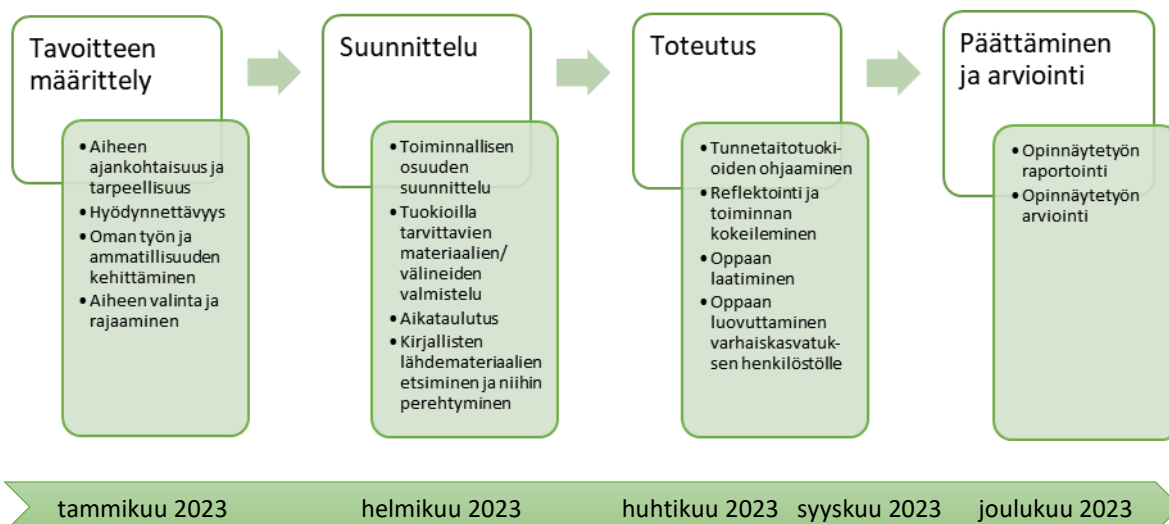 Tavoitteen
määrittely
• Aiheen
ajankohtaisuus ja
tarpeellisuus
• Hyödynnettävyys
• Oman työn ja
ammatillisuuden
kehittäminen
• Aiheen valinta ja
rajaaminen
Suunnittelu
• Toiminnallisen
osuuden
suunnittelu
• Tuokioilla
tarvittavien
materiaalien/
välineiden
valmistelu
• Aikataulutus
• Kirjallisten
lähdemateriaalien
etsiminen ja niihin
perehtyminen
Toteutus
• Tunnetaitotuoki-
oiden ohjaaminen
• Reflektointi ja
toiminnan
kokeileminen
• Oppaan
laatiminen
• Oppaan
luovuttaminen
varhaiskasvatuk-
sen henkilöstölle
Päättäminen
ja arviointi
• Opinnäytetyön
raportointi
• Opinnäytetyön
arviointi
tammikuu 2023 helmikuu 2023 huhtikuu 2023 syyskuu 2023 joulukuu 2023